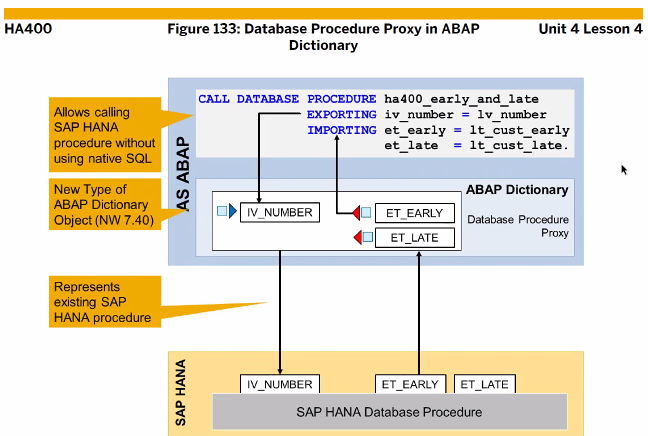 HA400
Figure 133: Database Procedure Proxy in ABAP
Dictionary
Unit 4 Lesson 4
Allows calling
SAP HANA
procedure without
using native SQL
New Type of
ABAP Dictionary
Object (NW 7.40)
Represents
existing SAP
HANA procedure
AS ABAP
CALL DATABASE PROCEDURE ha400_early_and_late
EXPORTING iv_number = lv_number
IMPORTING et_early = lt_cust_early
et_late = lt_cust_late.
ABAP Dictionary
Database Procedure
Proxy
IV_NUMBER
ET_EARLY
ET_LATE
SAP HANA
IV_NUMBER
ET_EARLY
ET_LATE
SAP HANA Database Procedure